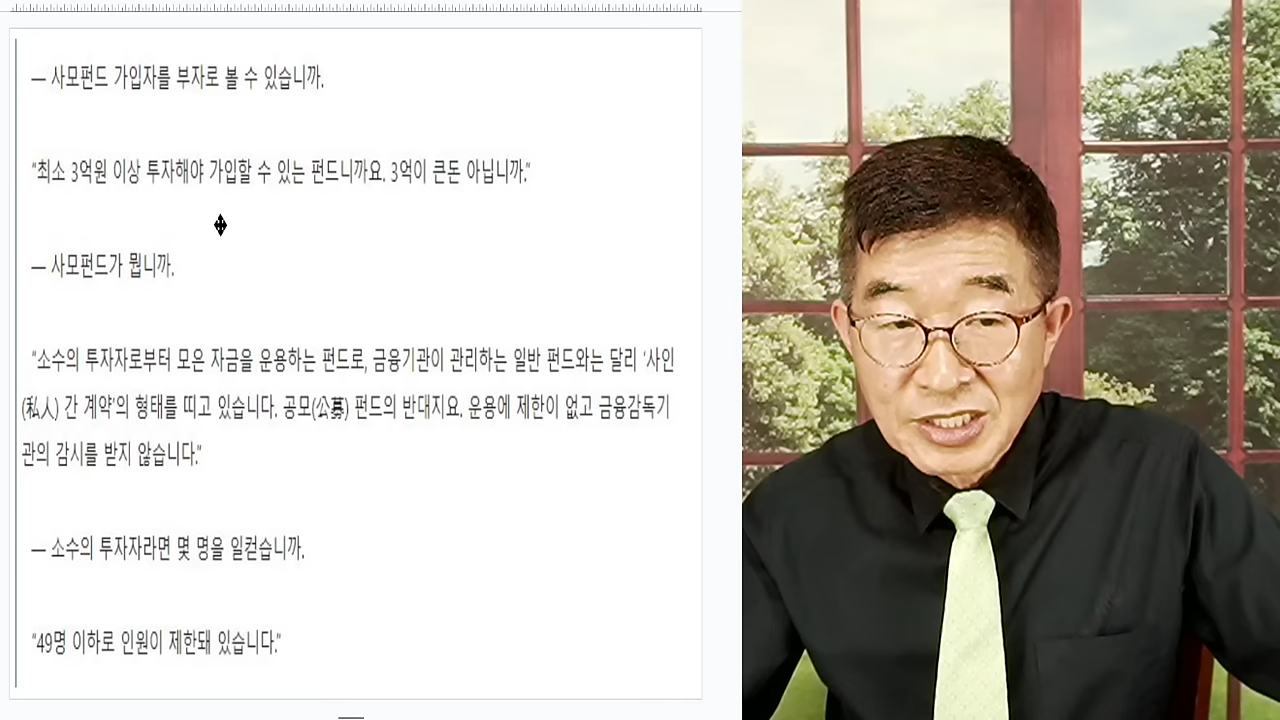 — 사모펀드 가입자를 부자로 볼 수 있습니까.
"최소 3억원 이상 투자해야 가입할 수 있는 펀드니까요. 3억이 큰돈 아닙니까."
— 사모펀드가 뭡니까.
"소수의 투자자로부터 모은 자금을 운용하는 펀드로, 금융기관이 관리하는 일반 펀드와는 달리 '사인
(私人) 간 계약'의 형태를 띠고 있습니다. 공모(公募) 펀드의 반대지요. 운용에 제한이 없고 금융감독기
관의 감시를 받지 않습니다."
— 소수의 투자자라면 몇 명을 일컫습니까.
"49명 이하로 인원이 제한돼 있습니다."